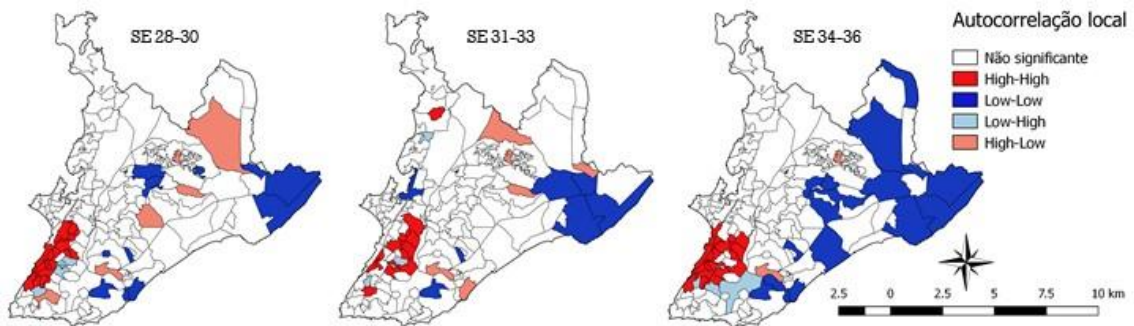 SE 28-30
SE 31-33
SE 34-36
Autocorrelação local
Não significante
High-High
Low-Low
Low-High
High-Low
2.5 0 2.5 5 7.5 10 km